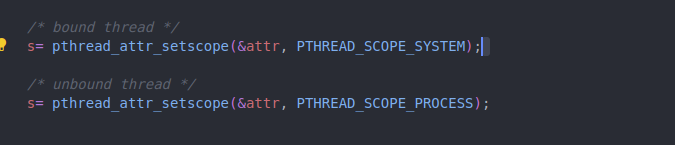 /* bound thread */
s= pthread_attr_setscope(&attr, PTHREAD_SCOPE_SYSTEM);
/* unbound thread */
s= pthread_attr_setscope(&attr, PTHREAD_SCOPE_PROCESS);